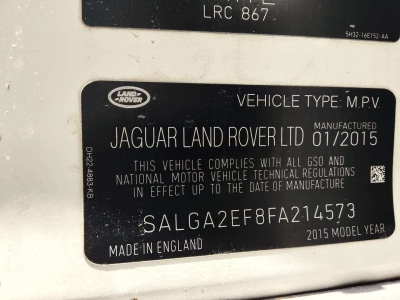 LRC 867
5H32-16E152-AA
LAND
ROVER
VEHICLE TYPE: M.P.V.
MANUFACTURED
JAGUAR LAND ROVER LTD 01/2015
THIS VEHICLE COMPLIES WITH ALL GSO AND
NATIONAL MOTOR VEHICLE TECHNICAL REGULATIONS
IN EFFECT UP TO THE DATE OF MANUFACTURE
DH22-4883-KB
SALGA2EF8FA214573
MADE IN ENGLAND
2015 MODEL YEAR